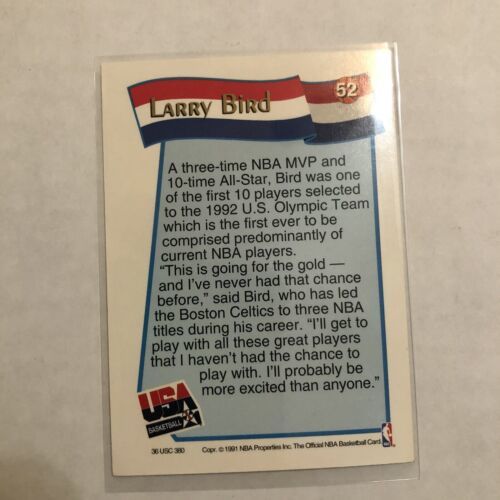 52
Larry Bird
A three-time NBA MVP and
10-time All-Star, Bird was one
of the first 10 players selected
to the 1992 U.S. Olympic Team
which is the first ever to be
comprised predominantly of
current NBA players.
“This is going for the gold —
and I’ve never had that chance
before,” said Bird, who has led
the Boston Celtics to three NBA
titles during his career. “I’ll get to
play with all these great players
that I haven’t had the chance to
play with. I’ll probably be
more excited than anyone.”
USA
BASKETBALL
36 USC 380
Copr. © 1991 NBA Properties Inc. The Official NBA Basketball Card